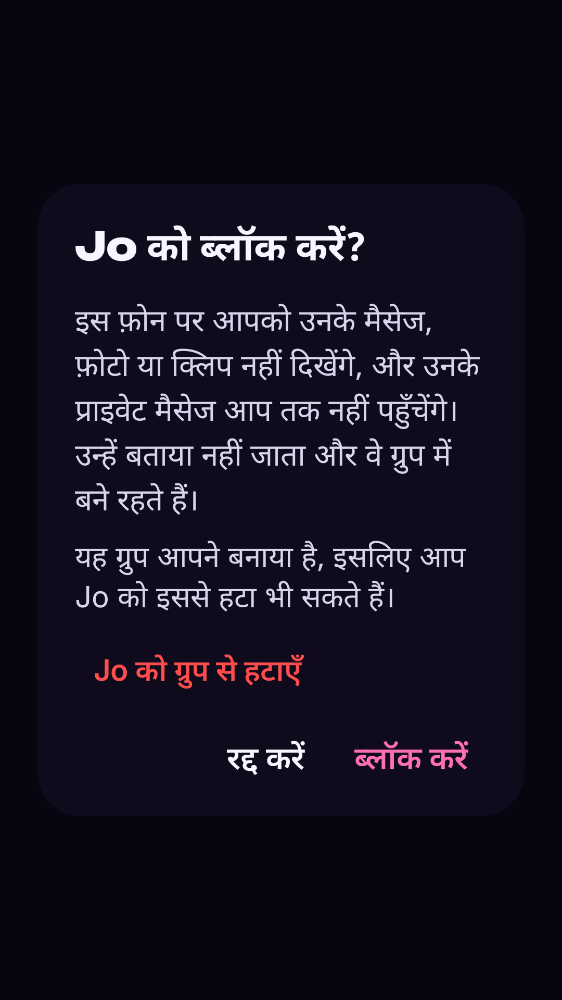 Jo को ब्लॉक करें?
इस फ़ोन पर आपको उनके मैसेज,
फ़ोटो या क्लिप नहीं दिखेंगे, और उनके
प्राइवेट मैसेज आप तक नहीं पहुँचेंगे।
उन्हें बताया नहीं जाता और वे ग्रुप में
बने रहते हैं।
यह ग्रुप आपने बनाया है, इसलिए आप
Jo को इससे हटा भी सकते हैं।
Jo को ग्रुप से हटाएँ
रद्द करें ब्लॉक करें